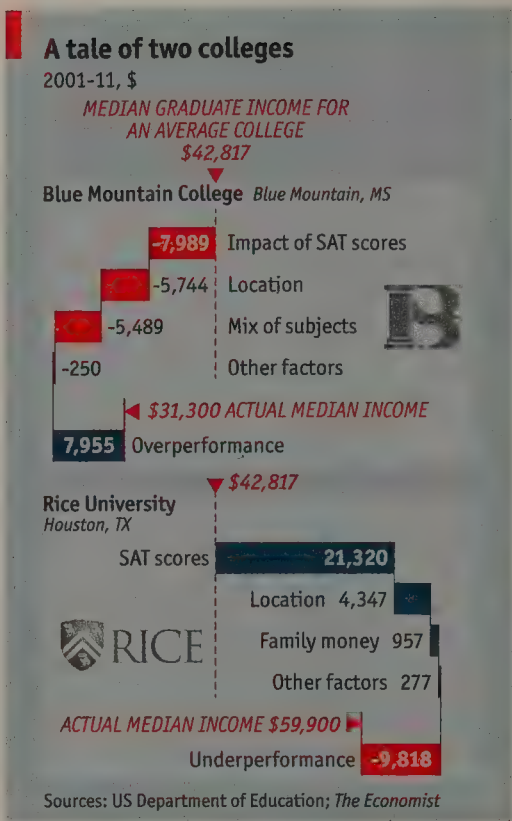 A tale of two colleges
2001-11, $
MEDIAN GRADUATE INCOME FOR
AN AVERAGE COLLEGE
$42,817
Blue Mountain College Blue Mountain, MS
-7,989 Impact of SAT scores
-5,744 Location
-5,489 Mix of subjects
-250 Other factors
$31,300 ACTUAL MEDIAN INCOME
7,955 Overperformance
$42,817
Rice University
Houston, TX
SAT scores 21,320
Location 4,347
RICE
Family money 957
Other factors 277
ACTUAL MEDIAN INCOME $59,900
Underperformance -9,818
Sources: US Department of Education; The Economist